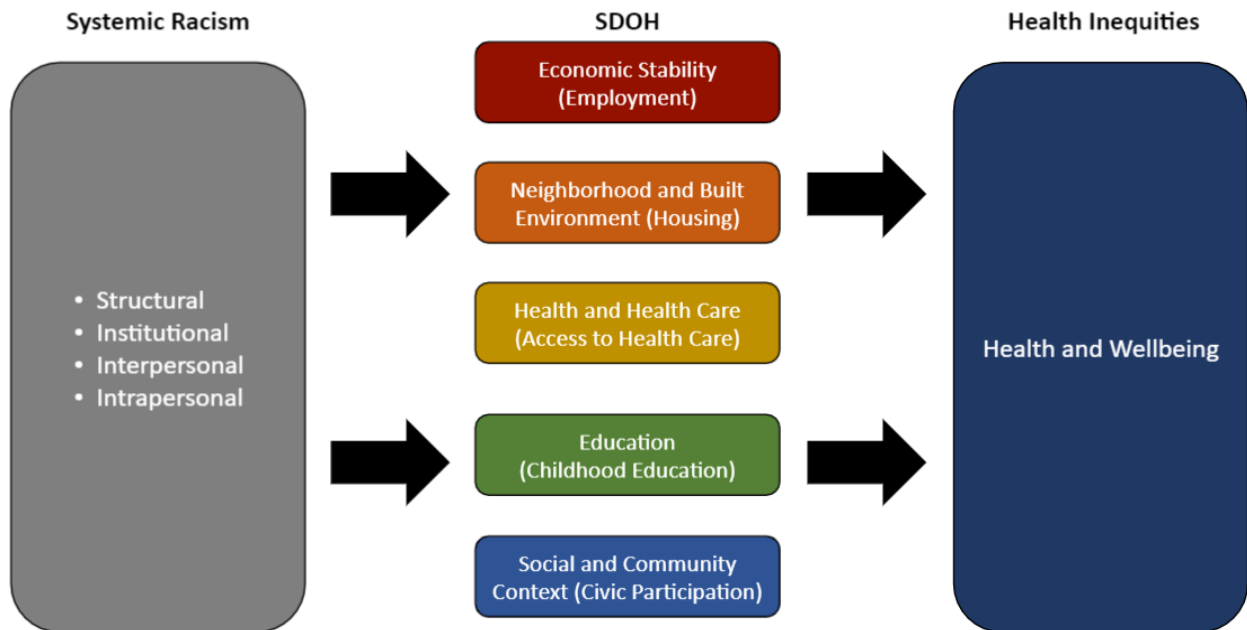 Systemic Racism
• Structural
• Institutional
• Interpersonal
• Intrapersonal
SDOH
Economic Stability
(Employment)
Neighborhood and Built
Environment (Housing)
Health and Health Care
(Access to Health Care)
Education
(Childhood Education)
Social and Community
Context (Civic Participation)
Health Inequities
Health and Wellbeing